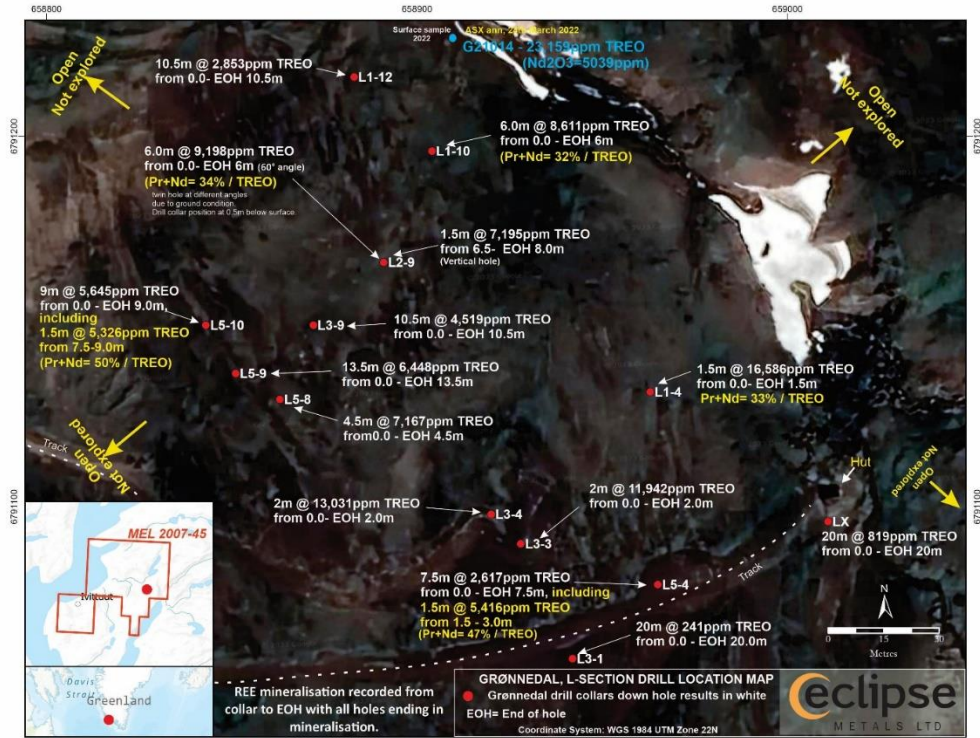 658800
658900
659000
Surface sample
2022
ASX ann, 24th March 2022
G21014 - 23,159ppm TREO
(Nd2O3=5039ppm)
Open
Not explored
10.5m @ 2,853ppm TREO
from 0.0- EOH 10.5m
L1-12
Open
Not explored
6791200
6791200
6.0m @ 8,611ppm TREO
from 0.0 - EOH 6m
(Pr+Nd= 32% / TREO)
L1-10
6.0m @ 9,198ppm TREO
from 0.0- EOH 6m (60° angle)
(Pr+Nd= 34% / TREO)
twin hole at different angles
due to ground condition.
Drill collar position at 0.5m below surface.
1.5m @ 7,195ppm TREO
from 6.5- EOH 8.0m
(Vertical hole)
L2-9
9m @ 5,645ppm TREO
from 0.0 - EOH 9.0m,
including
1.5m @ 5,326ppm TREO
from 7.5-9.0m
(Pr+Nd= 50% / TREO)
L5-10
L3-9
10.5m @ 4,519ppm TREO
from 0.0 - EOH 10.5m
L5-9
13.5m @ 6,448ppm TREO
from 0.0 - EOH 13.5m
L5-8
4.5m @ 7,167ppm TREO
from0.0 - EOH 4.5m
1.5m @ 16,586ppm TREO
from 0.0- EOH 1.5m
Pr+Nd= 33% / TREO
L1-4
Track
Open
Not explored
Hut
Open
Not explored
6791100
6791100
2m @ 13,031ppm TREO
from 0.0- EOH 2.0m
L3-4
2m @ 11,942ppm TREO
from 0.0 - EOH 2.0m
L3-3
LX
20m @ 819ppm TREO
from 0.0 - EOH 20m
7.5m @ 2,617ppm TREO
from 0.0 - EOH 7.5m, including
1.5m @ 5,416ppm TREO
from 1.5 - 3.0m
(Pr+Nd= 47% / TREO)
L5-4
Track
20m @ 241ppm TREO
from 0.0 - EOH 20.0m
L3-1
N
0 15 30
Metres
MEL 2007-45
Ivittuut
Davis
Strait
Greenland
REE mineralisation recorded from
collar to EOH with all holes ending in
mineralisation.
GRØNNEDAL, L-SECTION DRILL LOCATION MAP
Grønnedal drill collars down hole results in white
EOH= End of hole
Coordinate System: WGS 1984 UTM Zone 22N
eclipse
METALS LTD